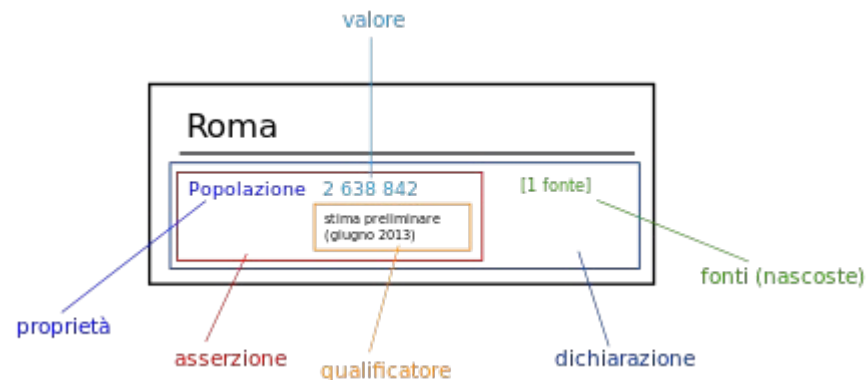 valore
Roma
Popolazione 2 638 842 [1 fonte]
stima preliminare
(giugno 2013)
fonti (nascoste)
proprietà
asserzione
qualificatore
dichiarazione